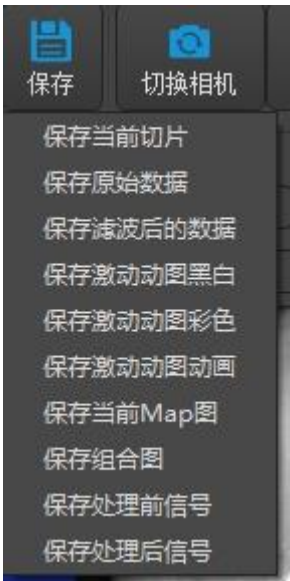 保存
切换相机
保存当前切片
保存原始数据
保存滤波后的数据
保存激动动图黑白
保存激动动图彩色
保存激动动图动画
保存当前Map图
保存组合图
保存处理前信号
保存处理后信号